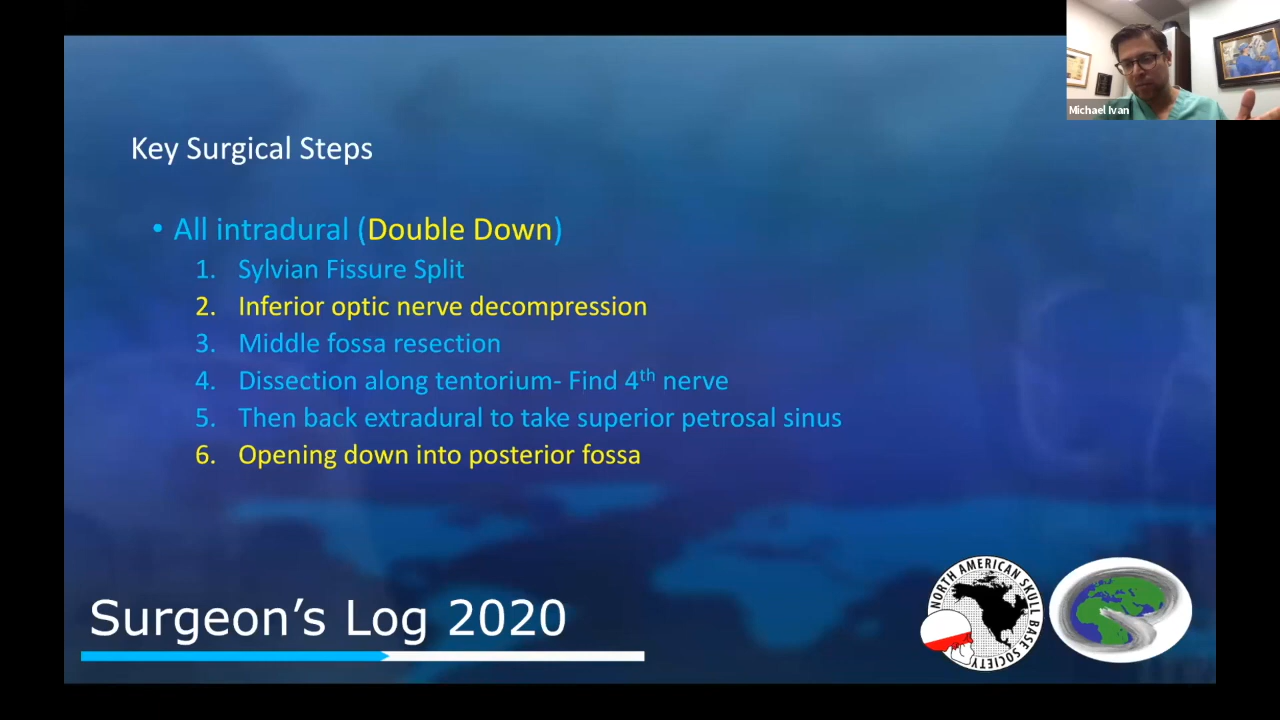 Michael Ivan
Key Surgical Steps
• All intradural (Double Down)
1. Sylvian Fissure Split
2. Inferior optic nerve decompression
3. Middle fossa resection
4. Dissection along tentorium- Find 4th nerve
5. Then back extradural to take superior petrosal sinus
6. Opening down into posterior fossa
Surgeon's Log 2020
NORTH AMERICAN SKULL BASE SOCIETY